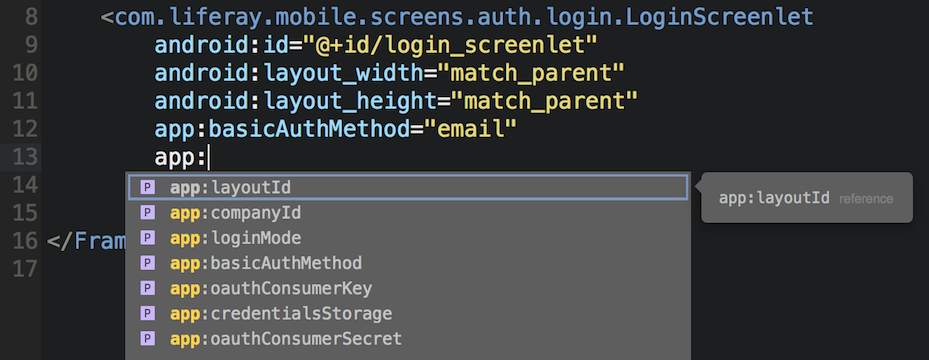 8 <com.liferay.mobile.screens.auth.login.LoginScreenlet
9 android:id="@+id/login_screenlet"
10 android:layout_width="match_parent"
11 android:layout_height="match_parent"
12 app:basicAuthMethod="email"
13 app:
14 P app:layoutId
app:layoutId reference
P app:companyId
15
P app:loginMode
16 </Fram
P app:basicAuthMethod
17
P app:oauthConsumerKey
P app:credentialsStorage
P app:oauthConsumerSecret